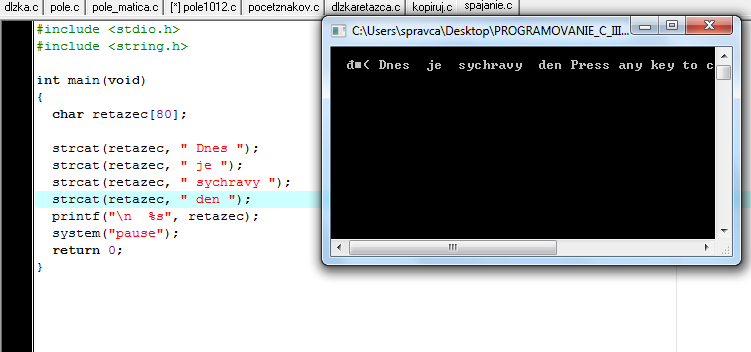 dlzka.c pole.c pole_matica.c [*] pole1012.c pocetznakov.c dlzkaretazca.c kopiruj.c spajanie.c
#include <stdio.h>
#include <string.h>
int main(void)
{
char retazec[80];
strcat(retazec, " Dnes ");
strcat(retazec, " je ");
strcat(retazec, " sychravy ");
strcat(retazec, " den ");
printf("\n  %s", retazec);
system("pause");
return 0;
}
C:\Users\spravca\Desktop\PROGRAMOVANIE_C_III...
đ■( Dnes  je  sychravy  den Press any key to c